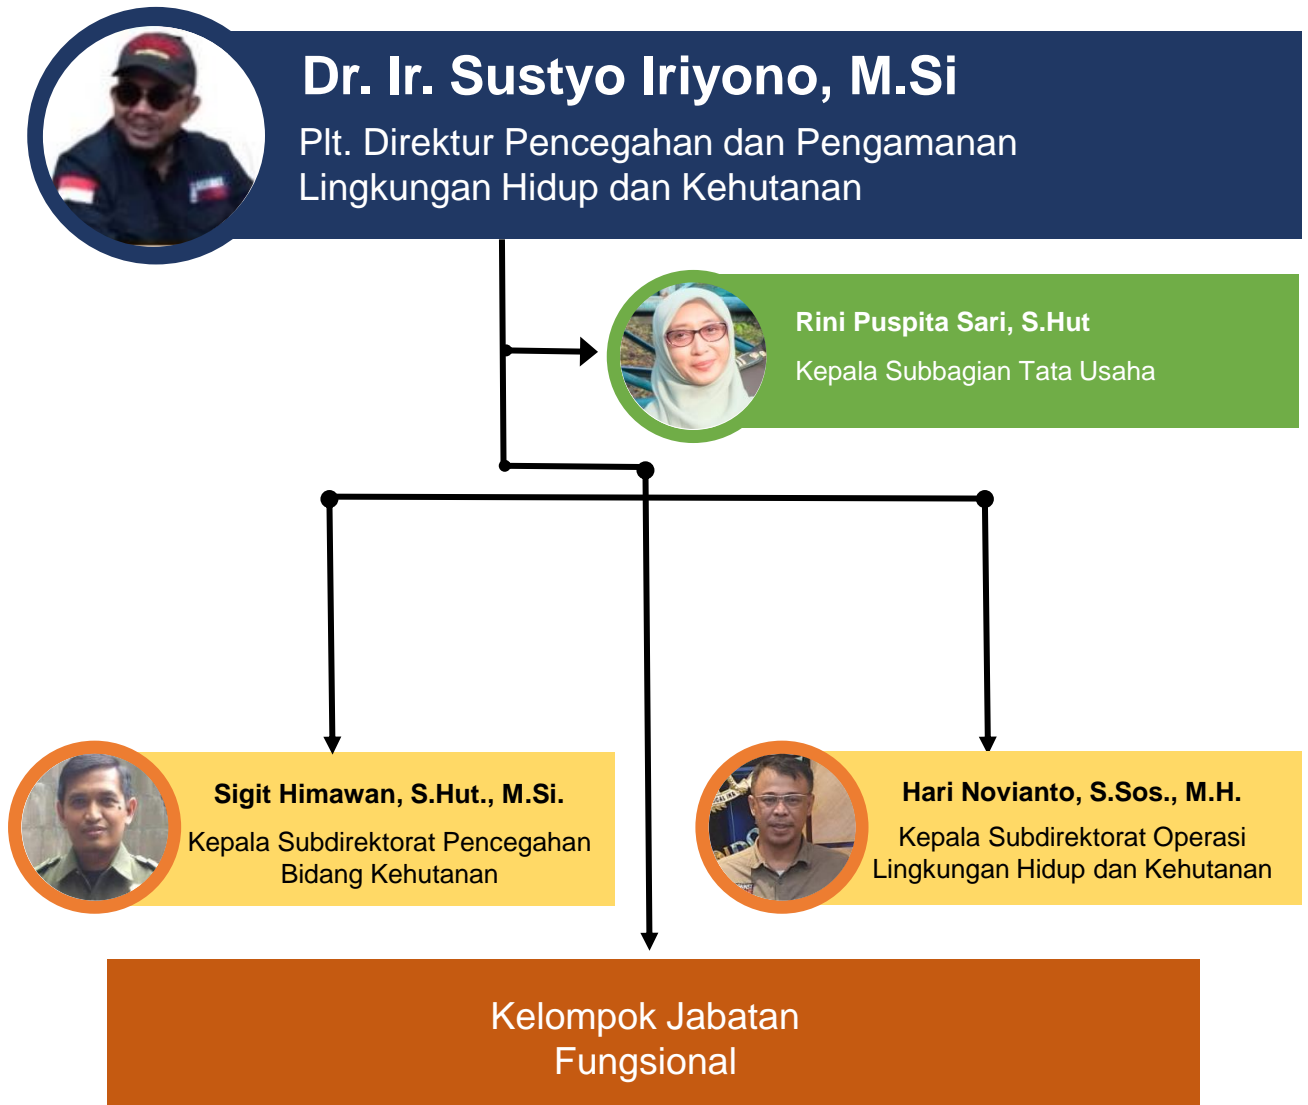 Dr. Ir. Sustyo Iriyono, M.Si
Plt. Direktur Pencegahan dan Pengamanan
Lingkungan Hidup dan Kehutanan
Rini Puspita Sari, S.Hut
Kepala Subbagian Tata Usaha
Sigit Himawan, S.Hut., M.Si.
Kepala Subdirektorat Pencegahan
Bidang Kehutanan
Hari Novianto, S.Sos., M.H.
Kepala Subdirektorat Operasi
Lingkungan Hidup dan Kehutanan
Kelompok Jabatan
Fungsional